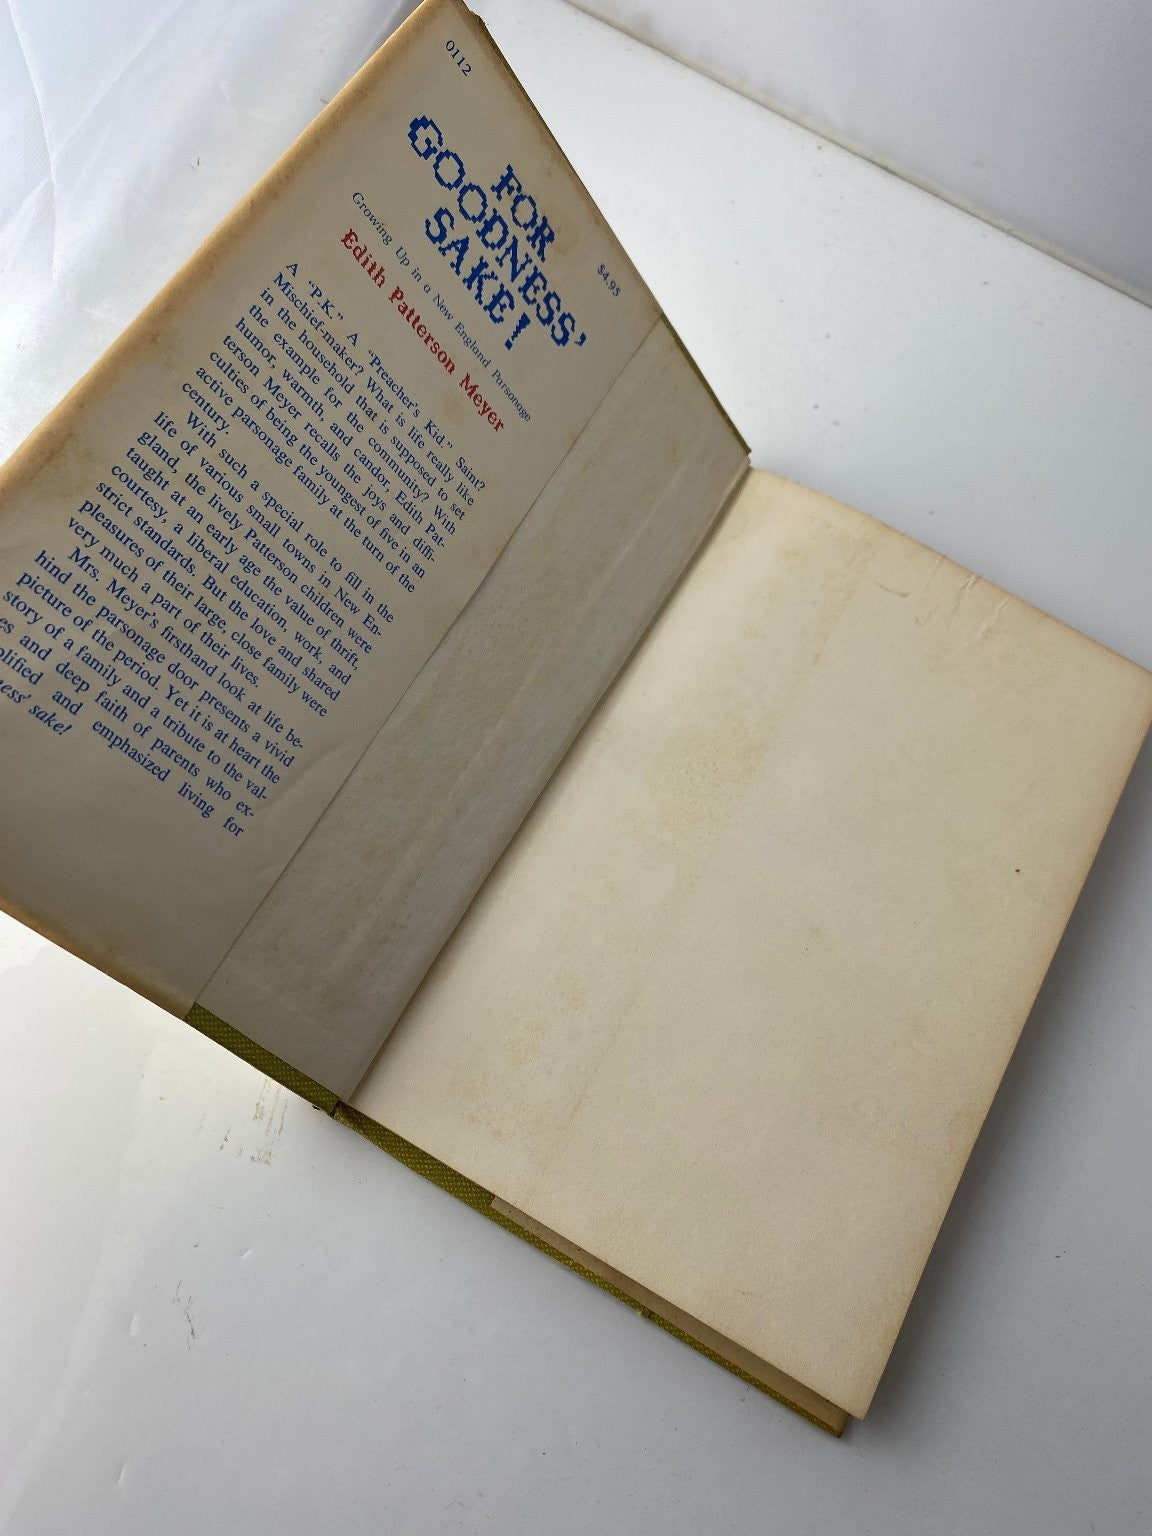 0112
$4.95
FOR
GOODNESS'
SAKE!
Growing Up in a New England Parsonage
Edith Patterson Meyer
A "P.K." A "Preacher's Kid." Saint?
Mischief-maker? What is life really like
in the household that is supposed to set
the example for the community? With
humor, warmth, and candor, Edith Pat-
terson Meyer recalls the joys and diffi-
culties of being the youngest of five in an
active parsonage family at the turn of the
century.
With such a special role to fill in the
life of various small towns in New En-
gland, the lively Patterson children were
taught at an early age the value of thrift,
courtesy, a liberal education, work, and
strict standards. But the love and shared
pleasures of their large, close family were
very much a part of their lives.
Mrs. Meyer's firsthand look at life be-
hind the parsonage door presents a vivid
picture of the period. Yet it is at heart the
story of a family and a tribute to the val-
es and deep faith of parents who ex-
plified and emphasized living for
ess' sake!